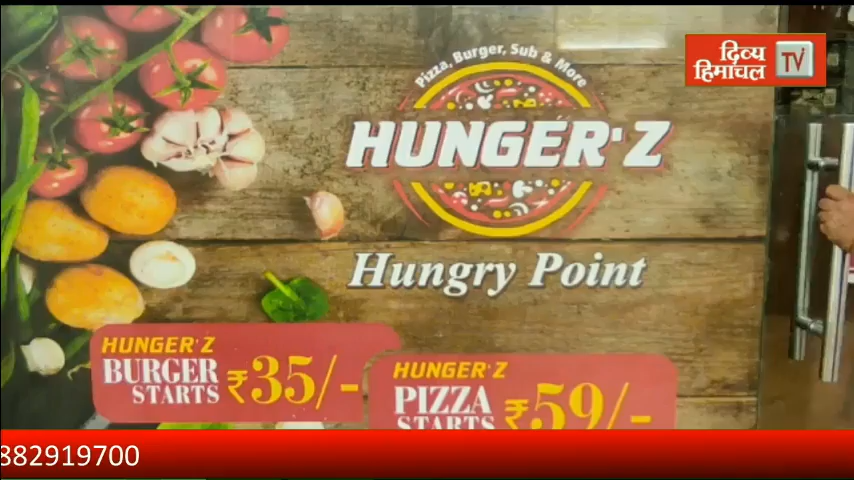 Pizza, Burger, Sub & More
HUNGER'Z
Hungry Point
HUNGER'Z
BURGER
STARTS ₹35/-
HUNGER'Z
PIZZA
STARTS ₹59/-
दिव्य
हिमाचल
TV
882919700